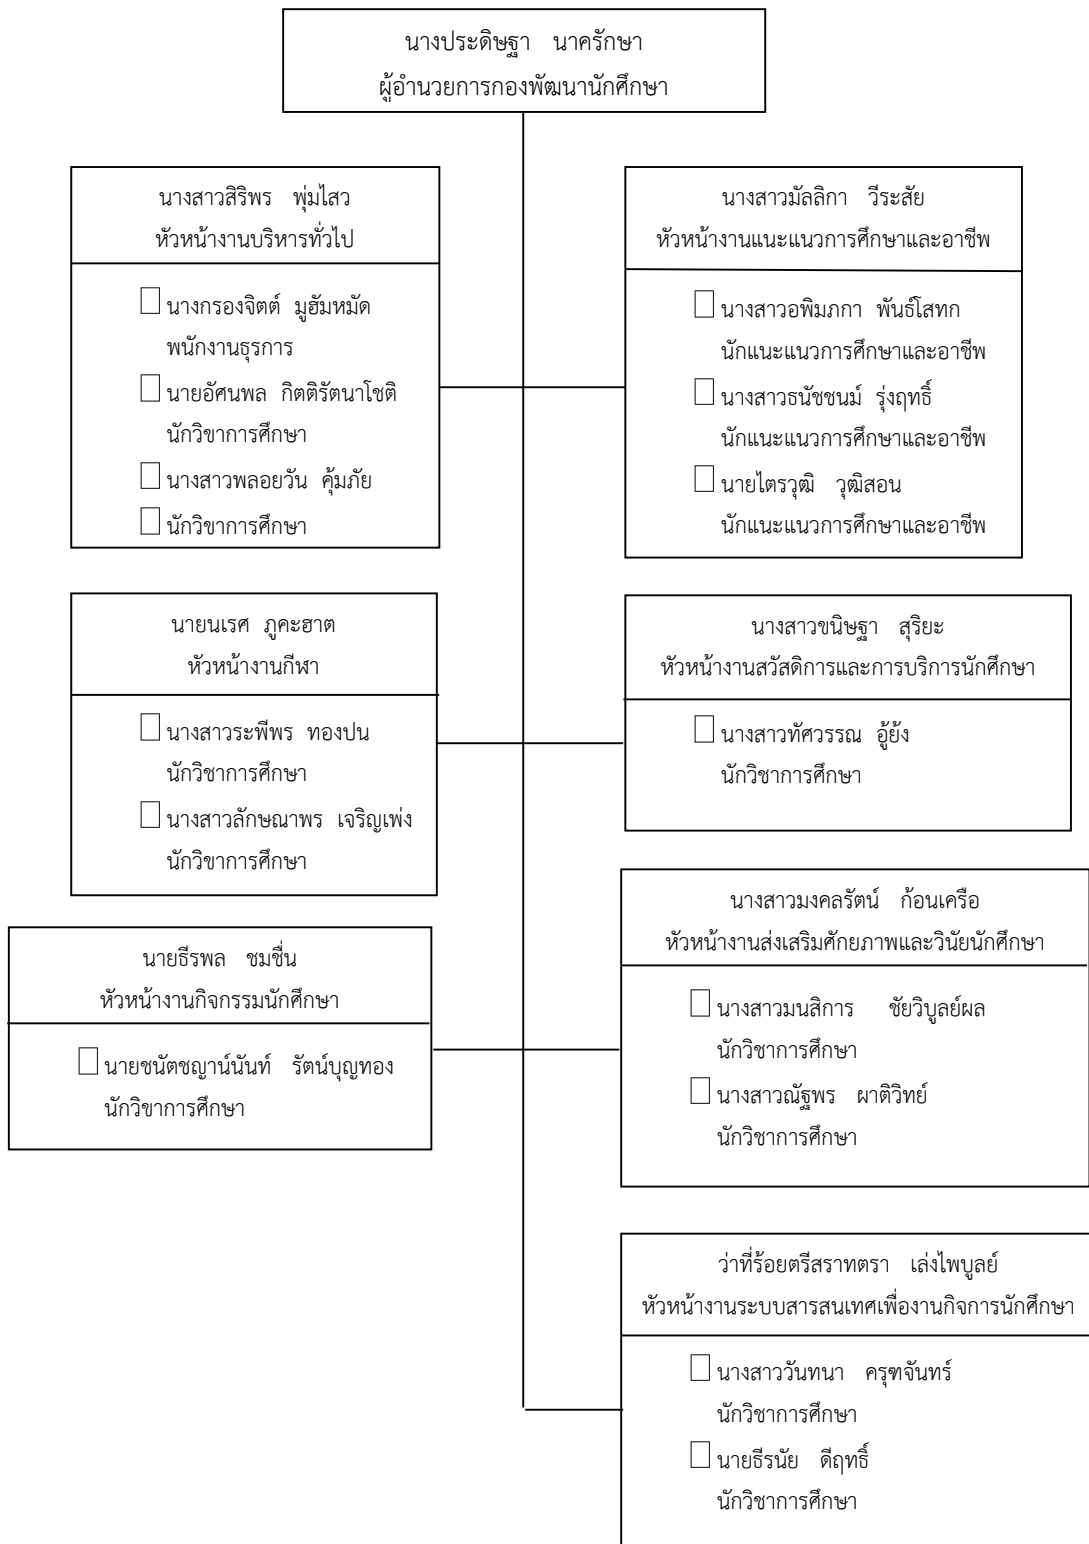 นางประดิษฐา นาครักษา
ผู้อำนวยการกองพัฒนานักศึกษา
นางสาวสิริพร พุ่มไสว
หัวหน้างานบริหารทั่วไป
นางกรองจิตต์ มูฮัมหมัด
พนักงานธุรการ
นายอัศนพล กิตติรัตนาโชติ
นักวิขาการศึกษา
นางสาวพลอยวัน คุ้มภัย
นักวิขาการศึกษา
นางสาวมัลลิกา วีระสัย
หัวหน้างานแนะแนวการศึกษาและอาชีพ
นางสาวอพิมภกา พันธ์โสทก
นักแนะแนวการศึกษาและอาชีพ
นางสาวธนัชชนม์ รุ่งฤทธิ์
นักแนะแนวการศึกษาและอาชีพ
นายไตรวุฒิ วุฒิสอน
นักแนะแนวการศึกษาและอาชีพ
นายนเรศ ภูคะฮาต
หัวหน้างานกีฬา
นางสาวระพีพร ทองปน
นักวิชาการศึกษา
นางสาวลักษณาพร เจริญเพ่ง
นักวิขาการศึกษา
นางสาวขนิษฐา สุริยะ
หัวหน้างานสวัสดิการและการบริการนักศึกษา
นางสาวทัศวรรณ อู้ย้ง
นักวิชาการศึกษา
นายธีรพล ชมชื่น
หัวหน้างานกิจกรรมนักศึกษา
นายชนัตชญาน์นันท์ รัตน์บุญทอง
นักวิขาการศึกษา
นางสาวมงคลรัตน์ ก้อนเครือ
หัวหน้างานส่งเสริมศักยภาพและวินัยนักศึกษา
นางสาวมนสิการ ชัยวิบูลย์ผล
นักวิชาการศึกษา
นางสาวณัฐพร ผาติวิทย์
นักวิชาการศึกษา
ว่าที่ร้อยตรีสราทตรา เล่งไพบูลย์
หัวหน้างานระบบสารสนเทศเพื่องานกิจการนักศึกษา
นางสาววันทนา ครุฑจันทร์
นักวิชาการศึกษา
นายธีรนัย ดีฤทธิ์
นักวิชาการศึกษา